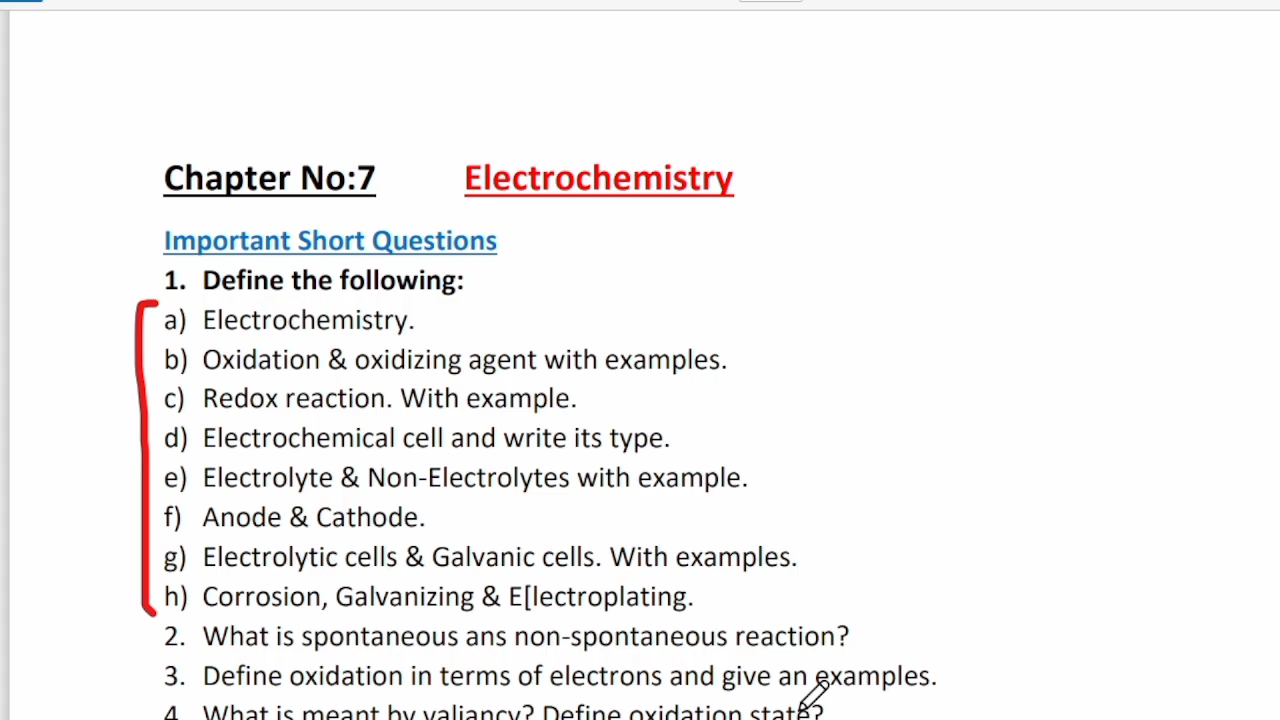 Chapter No:7 Electrochemistry
Important Short Questions
1. Define the following:
a) Electrochemistry.
b) Oxidation & oxidizing agent with examples.
c) Redox reaction. With example.
d) Electrochemical cell and write its type.
e) Electrolyte & Non-Electrolytes with example.
f) Anode & Cathode.
g) Electrolytic cells & Galvanic cells. With examples.
h) Corrosion, Galvanizing & E[lectroplating.
2. What is spontaneous ans non-spontaneous reaction?
3. Define oxidation in terms of electrons and give an examples.
4. What is meant by valiancy? Define oxidation state?